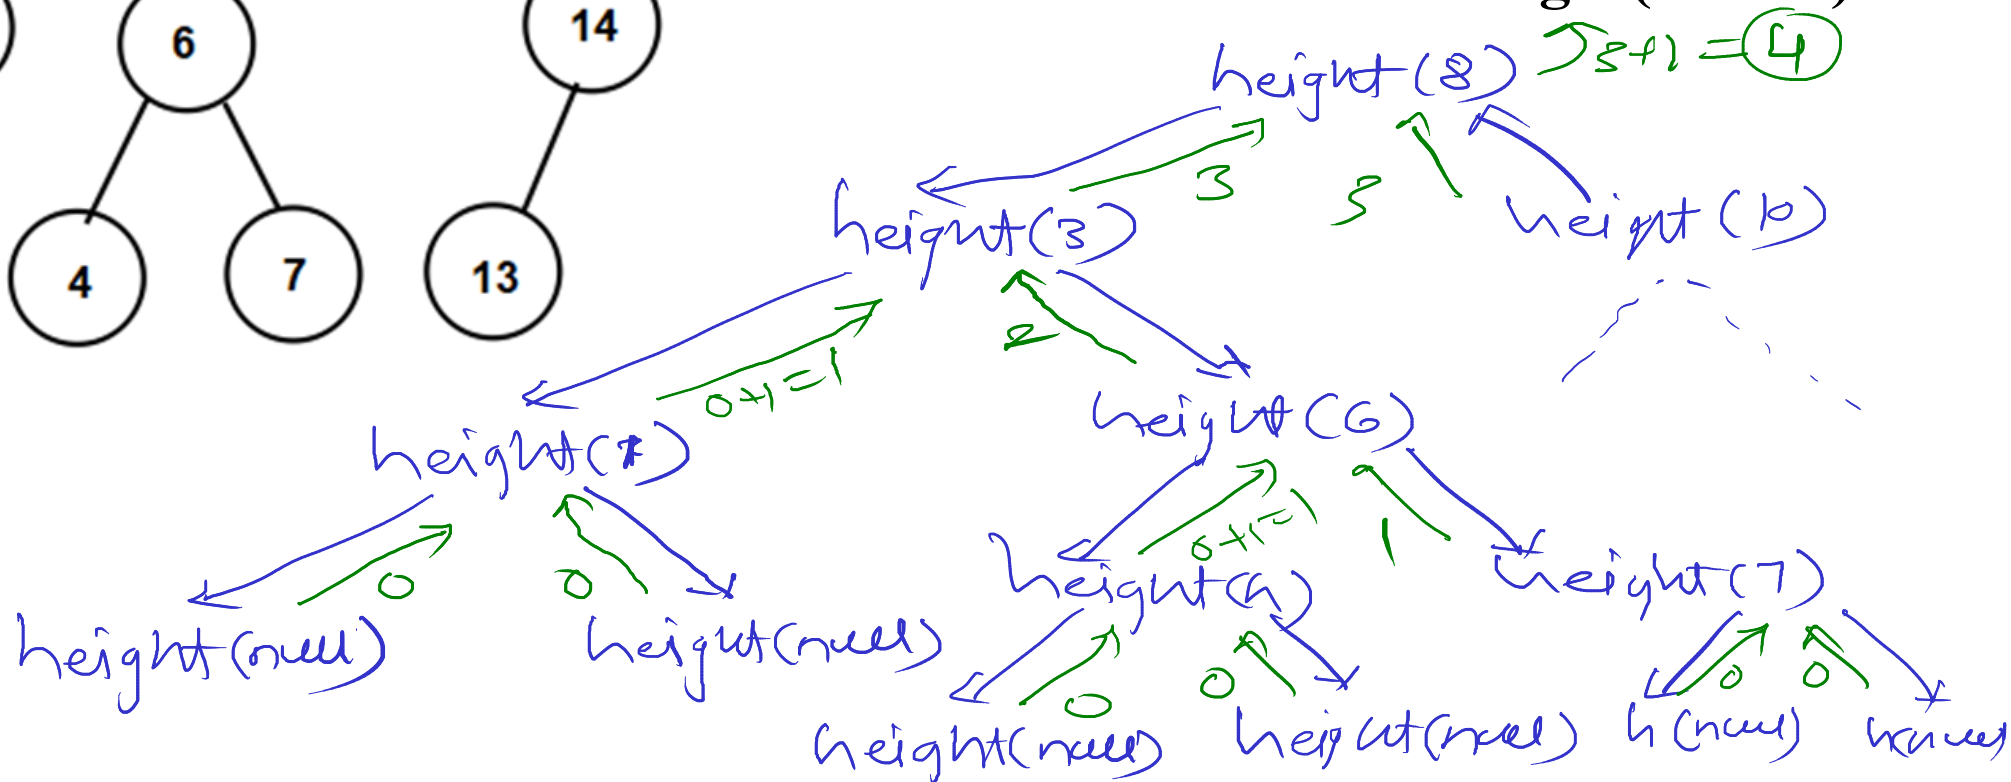 6
14
3+1 = 4
height(8)
3
3
height(3)
height(10)
4
7
13
2
0+1=1
height(1)
height(6)
0+1=1
1
0
0
height(4)
height(7)
height(null)
height(null)
0
0
0
0
height(null)
height(null)
h(null)
h(null)